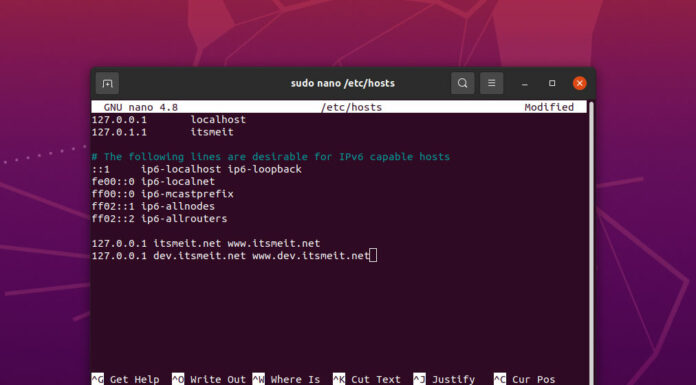 sudo nano /etc/hosts
GNU nano 4.8 /etc/hosts Modified
127.0.0.1 localhost
127.0.1.1 itsmeit
# The following lines are desirable for IPv6 capable hosts
::1 ip6-localhost ip6-loopback
fe00::0 ip6-localnet
ff00::0 ip6-mcastprefix
ff02::1 ip6-allnodes
ff02::2 ip6-allrouters
127.0.0.1 itsmeit.net www.itsmeit.net
127.0.0.1 dev.itsmeit.net www.dev.itsmeit.net
^G Get Help ^O Write Out ^W Where Is ^K Cut Text ^J Justify ^C Cur Pos